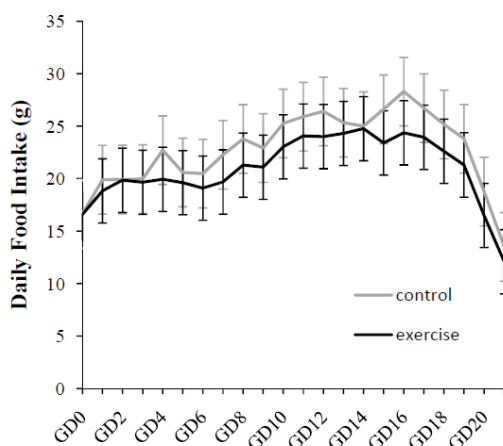 35
30
25
20
15
10
5
0
Daily Food Intake (g)
control
exercise
GD0
GD2
GD4
GD6
GD8
GD10
GD12
GD14
GD16
GD18
GD20